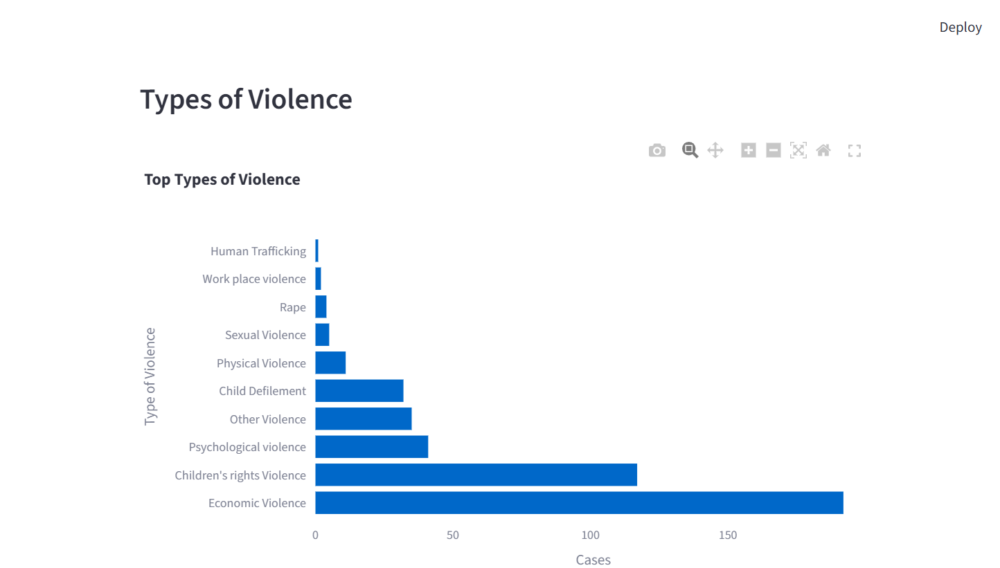 Deploy
Types of Violence
Top Types of Violence
Human Trafficking
Work place violence
Rape
Sexual Violence
Physical Violence
Child Defilement
Other Violence
Psychological violence
Children's rights Violence
Economic Violence
Type of Violence
0 50 100 150
Cases